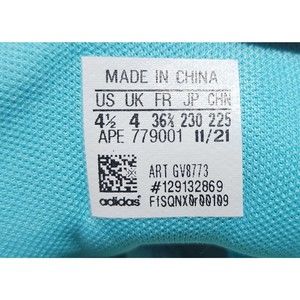 MADE IN CHINA
US UK FR JP CHN
4½ 4 36⅔ 230 225
APE 779001 11/21
ART GV8773
#129132869
adidas F1SQNX0r00109